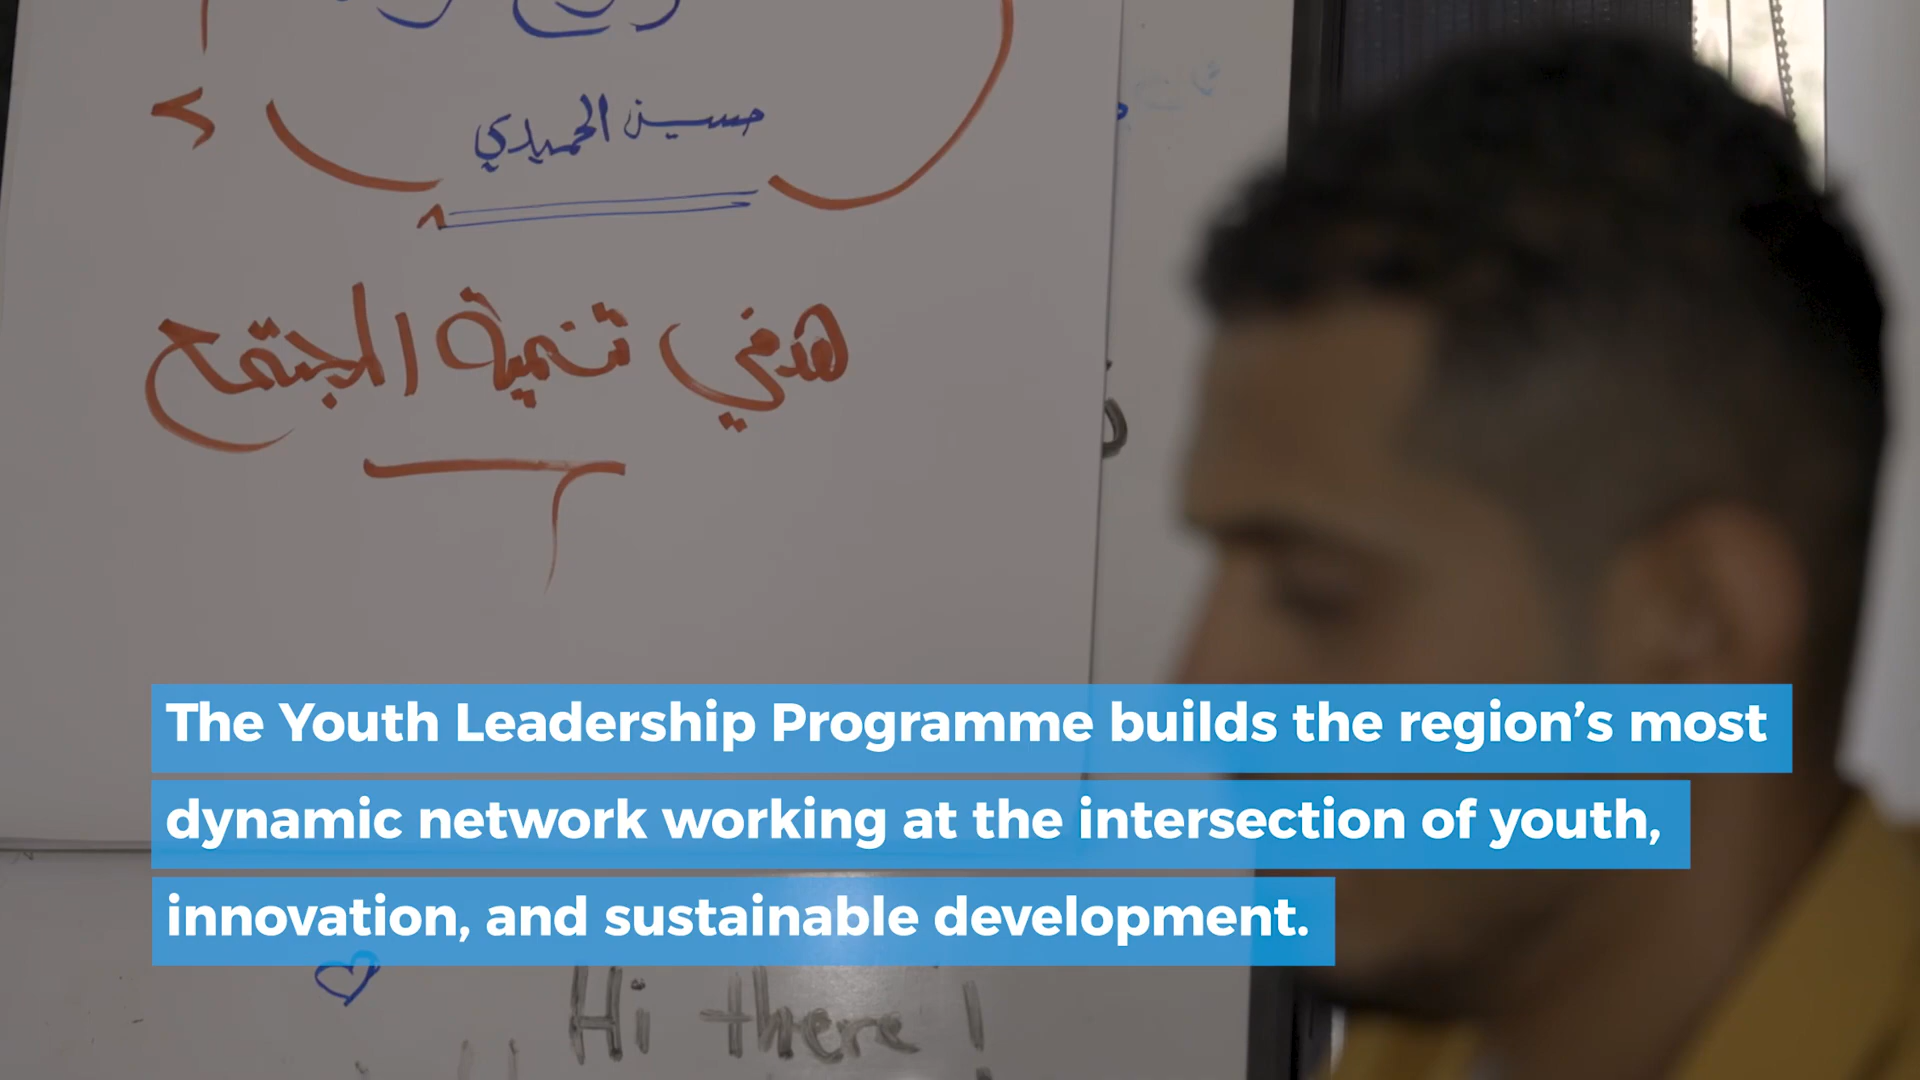 حسين الحميدي
هدفي تنمية المجتمع
The Youth Leadership Programme builds the region’s most
dynamic network working at the intersection of youth,
innovation, and sustainable development.
Hi there!